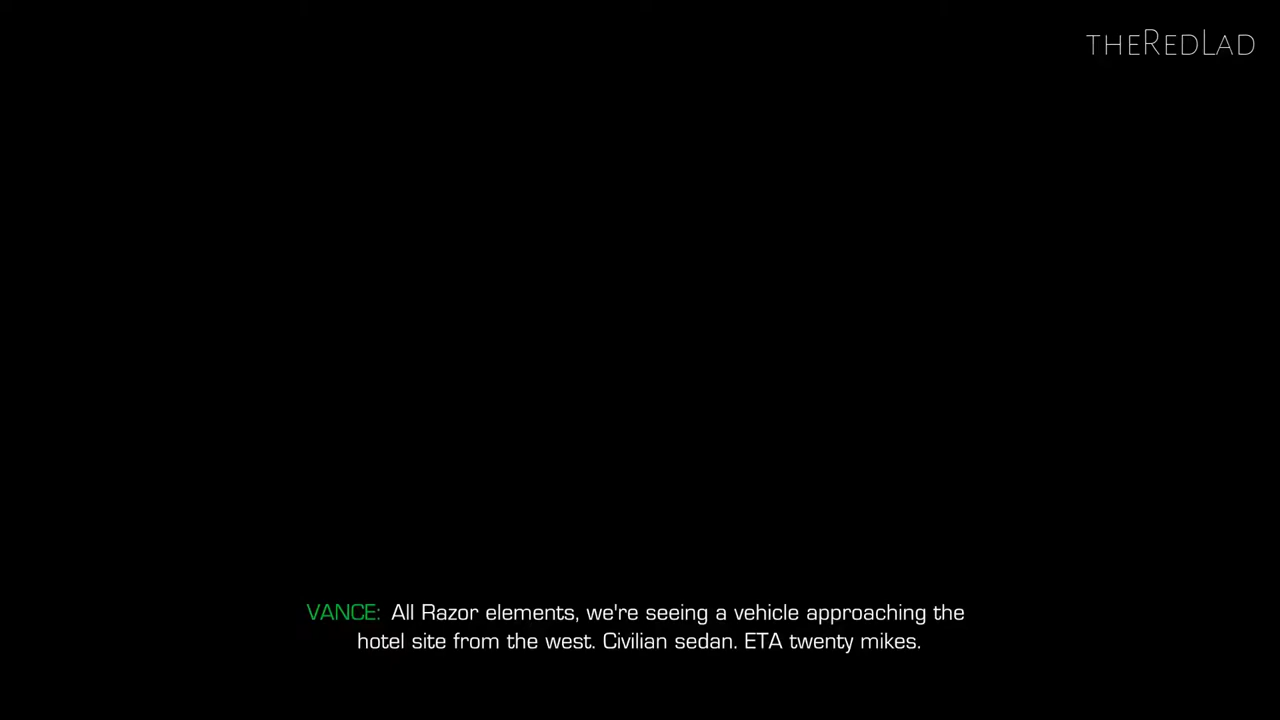 THEREDLAD
VANCE: All Razor elements, we're seeing a vehicle approaching the
hotel site from the west. Civilian sedan. ETA twenty mikes.